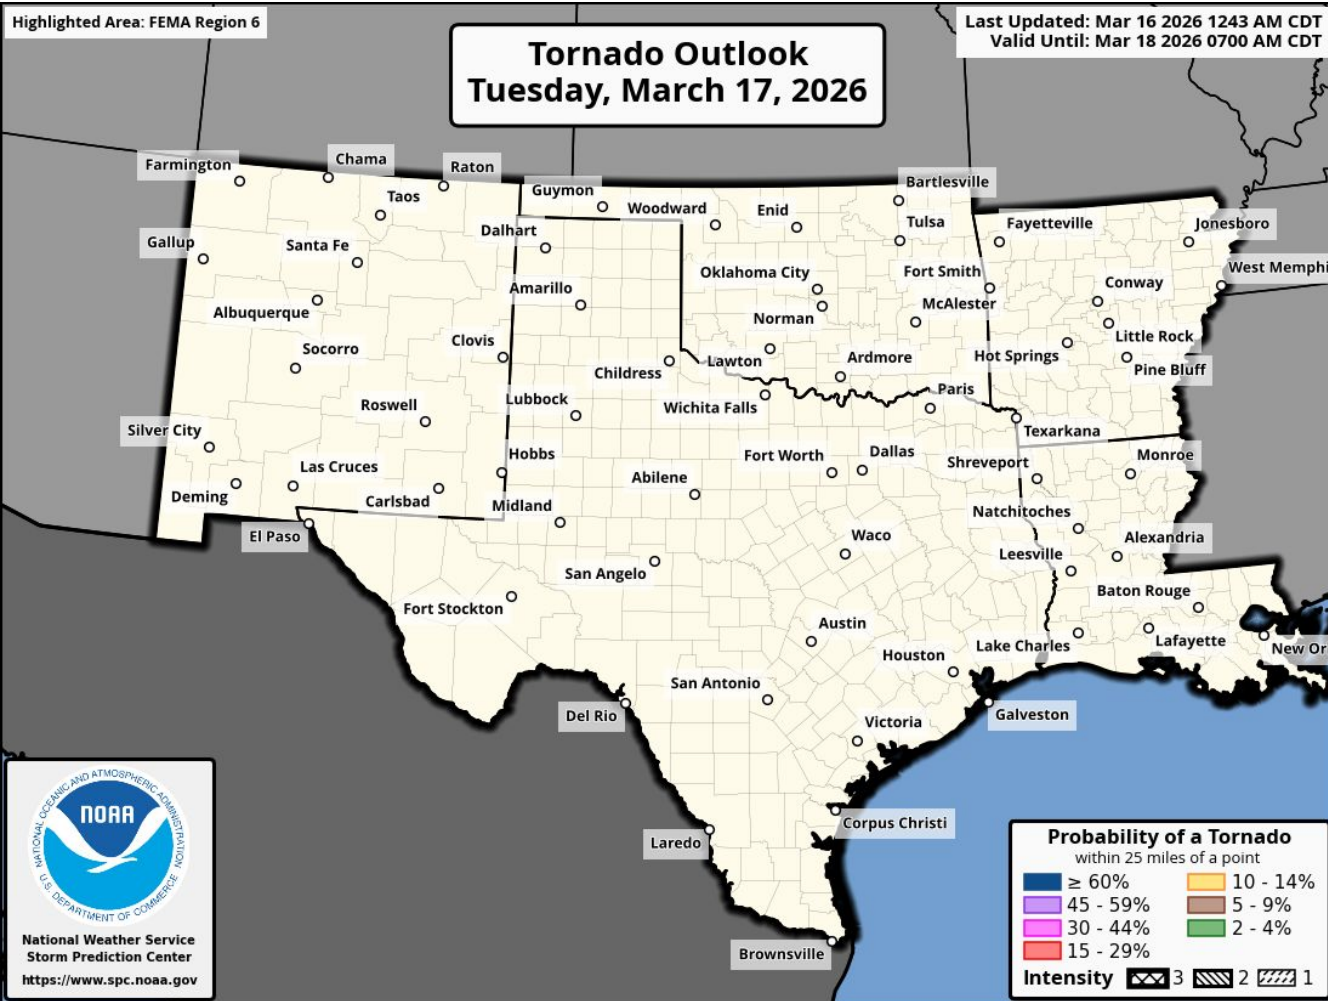 Highlighted Area: FEMA Region 6
Last Updated: Mar 16 2026 1243 AM CDT
Valid Until: Mar 18 2026 0700 AM CDT
Tornado Outlook
Tuesday, March 17, 2026
Farmington
Chama
Raton
Taos
Guymon
Woodward
Enid
Bartlesville
Tulsa
Fayetteville
Jonesboro
Gallup
Santa Fe
Dalhart
Oklahoma City
Fort Smith
West Memphi
Amarillo
Conway
Albuquerque
Norman
McAlester
Socorro
Clovis
Little Rock
Childress
Lawton
Ardmore
Hot Springs
Pine Bluff
Roswell
Lubbock
Wichita Falls
Paris
Silver City
Texarkana
Las Cruces
Hobbs
Fort Worth
Dallas
Shreveport
Monroe
Deming
Carlsbad
Abilene
Midland
Natchitoches
El Paso
Waco
Alexandria
San Angelo
Leesville
Fort Stockton
Baton Rouge
Austin
Lake Charles
Lafayette
New Or
Houston
San Antonio
Del Rio
Victoria
Galveston
Laredo
Corpus Christi
Brownsville
NATIONAL OCEANIC AND ATMOSPHERIC ADMINISTRATION
NOAA
U.S. DEPARTMENT OF COMMERCE
National Weather Service
Storm Prediction Center
https://www.spc.noaa.gov
Probability of a Tornado
within 25 miles of a point
≥ 60% 10 - 14%
45 - 59% 5 - 9%
30 - 44% 2 - 4%
15 - 29%
Intensity 3 2 1